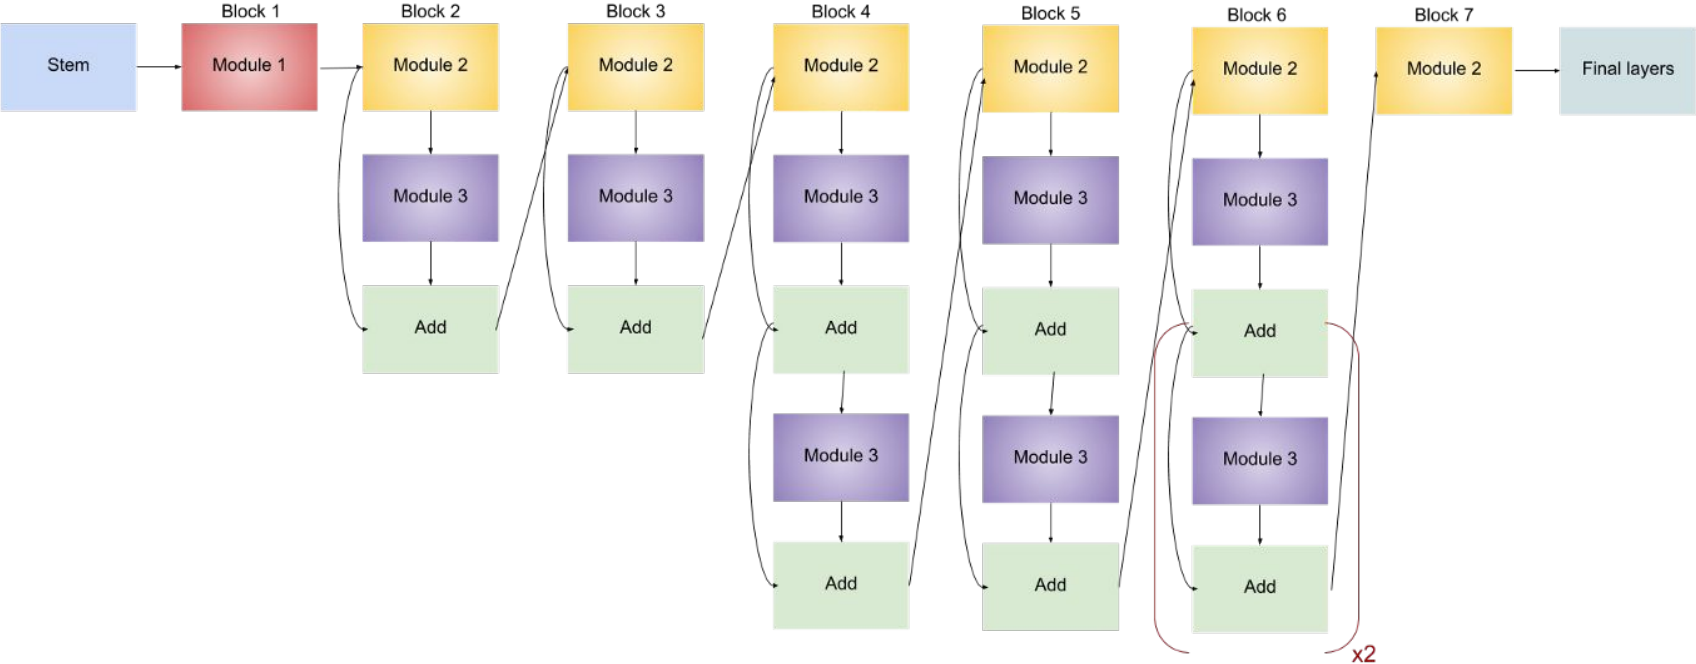 Block 1
Block 2
Block 3
Block 4
Block 5
Block 6
Block 7
Stem
Module 1
Module 2
Module 2
Module 2
Module 2
Module 2
Module 2
Final layers
Module 3
Module 3
Module 3
Module 3
Module 3
Add
Add
Add
Add
Add
Module 3
Module 3
Module 3
Add
Add
Add
x2